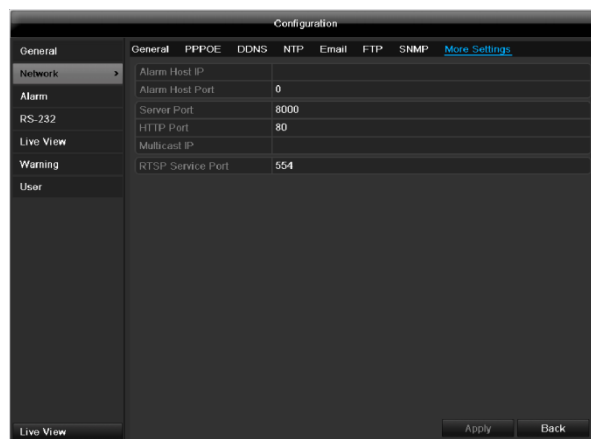 Configuration
General
Network >
Alarm
RS-232
Live View
Warning
User
Live View
General PPPOE DDNS NTP Email FTP SNMP More Settings
Alarm Host IP
Alarm Host Port 0
Server Port 8000
HTTP Port 80
Multicast IP
RTSP Service Port 554
Apply Back